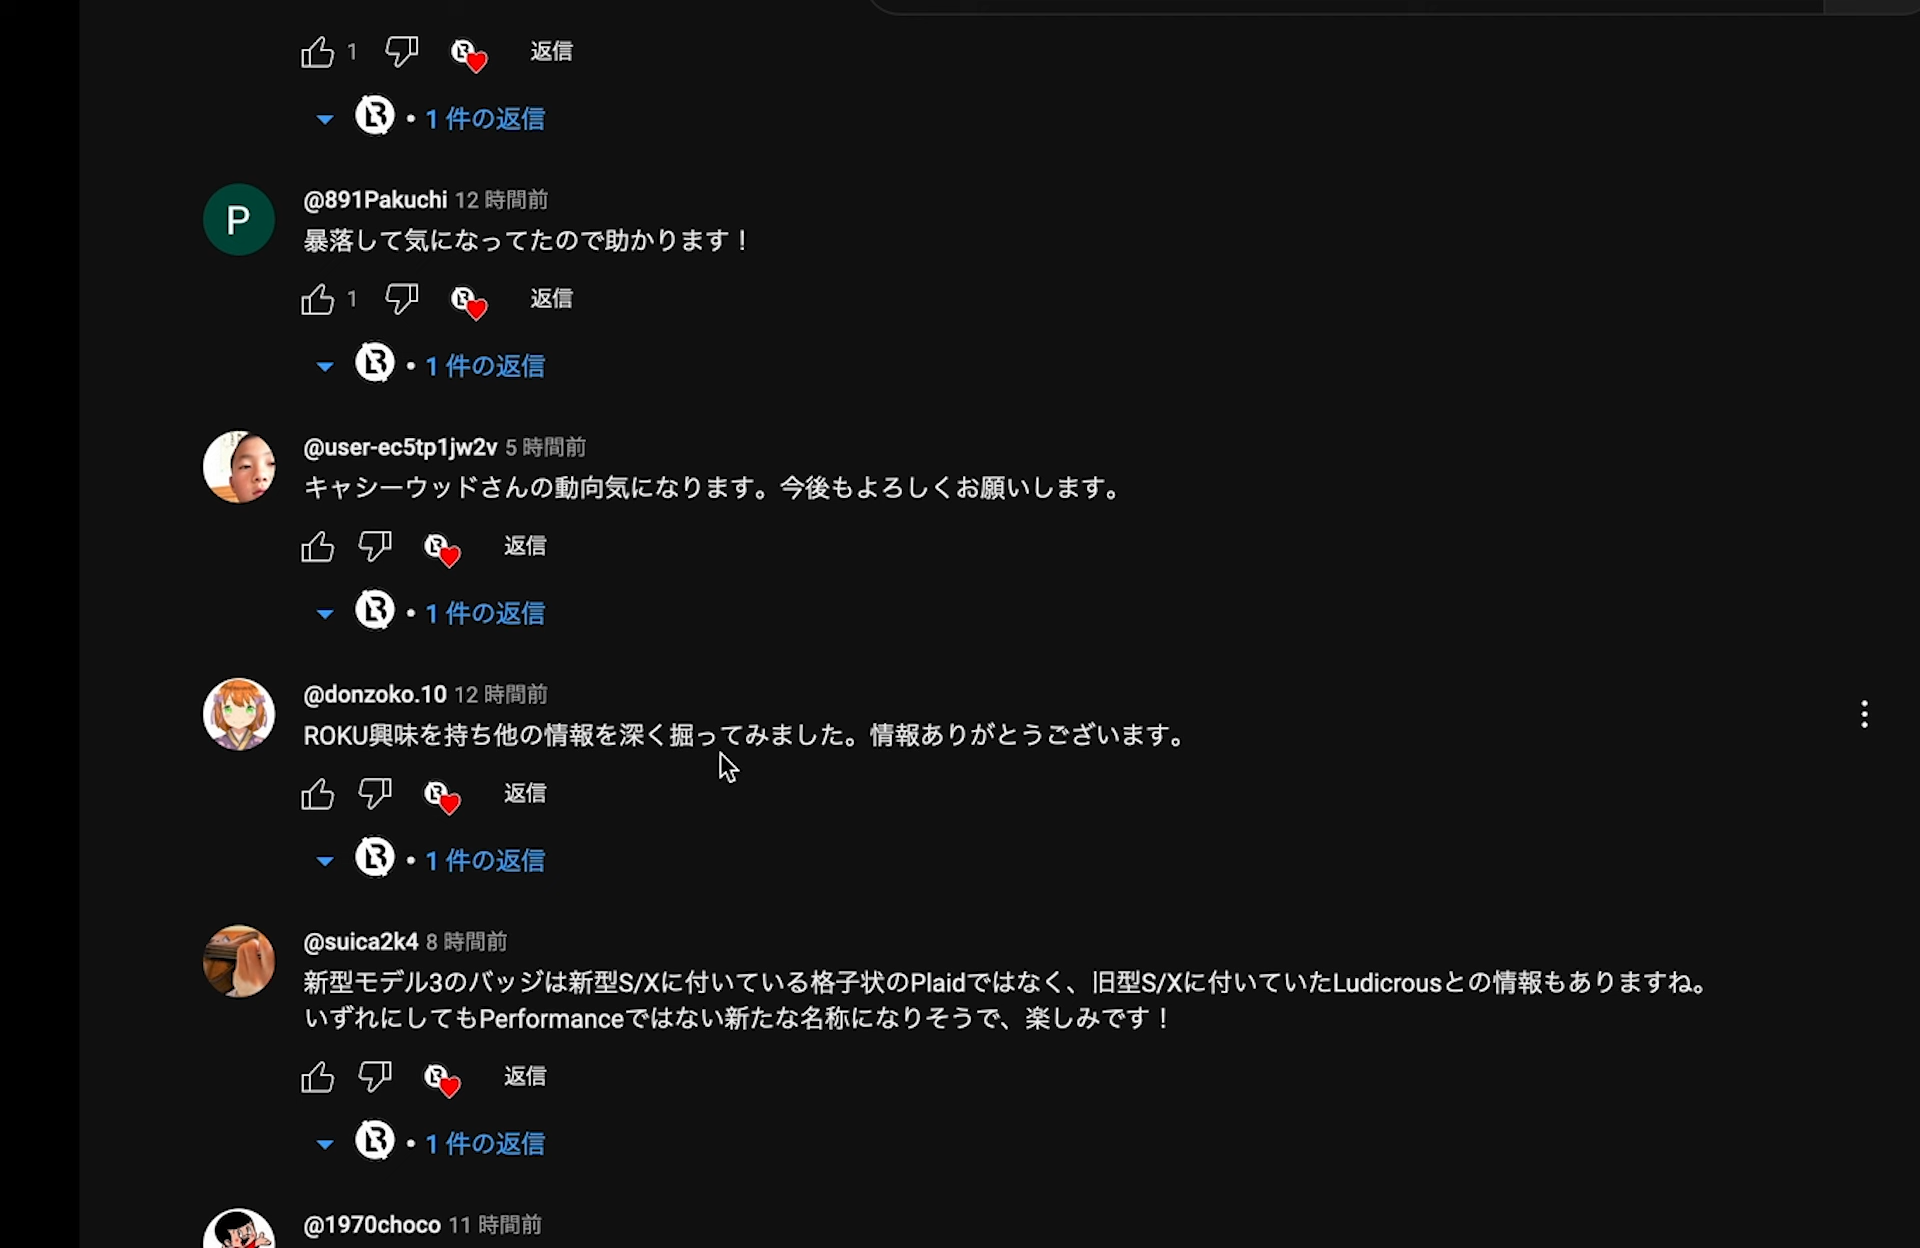 1 返信
1 件の返信
P
@891Pakuchi 12 時間前
暴落して気になってたので助かります！
1 返信
1 件の返信
@user-ec5tp1jw2v 5 時間前
キャシーウッドさんの動向気になります。今後もよろしくお願いします。
返信
1 件の返信
@donzoko.10 12 時間前
ROKU興味を持ち他の情報を深く掘ってみました。情報ありがとうございます。
返信
1 件の返信
@suica2k4 8 時間前
新型モデル3のバッジは新型S/Xに付いている格子状のPlaidではなく、旧型S/Xに付いていたLudicrousとの情報もありますね。
いずれにしてもPerformanceではない新たな名称になりそうで、楽しみです！
返信
1 件の返信
@1970choco 11 時間前